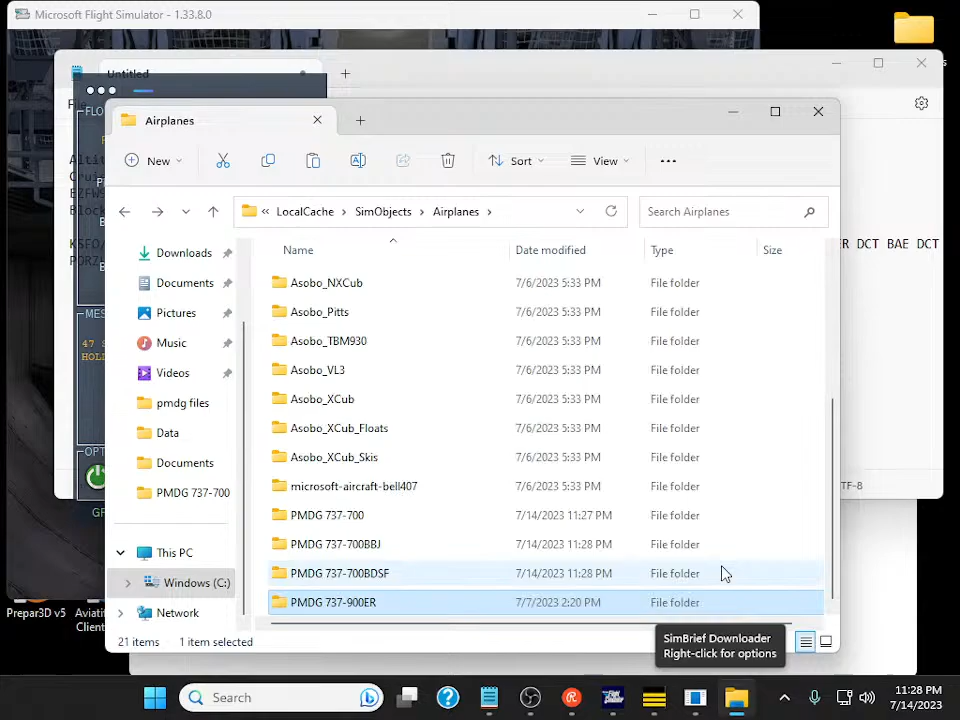 Microsoft Flight Simulator - 1.33.8.0
Untitled
Airplanes
New
Sort
View
LocalCache
SimObjects
Airplanes
Search Airplanes
Name
Date modified
Type
Size
Downloads
Documents
Pictures
Music
Videos
pmdg files
Data
Documents
PMDG 737-700
This PC
Windows (C:)
Network
Asobo_NXCub 7/6/2023 5:33 PM File folder
Asobo_Pitts 7/6/2023 5:33 PM File folder
Asobo_TBM930 7/6/2023 5:33 PM File folder
Asobo_VL3 7/6/2023 5:33 PM File folder
Asobo_XCub 7/6/2023 5:33 PM File folder
Asobo_XCub_Floats 7/6/2023 5:33 PM File folder
Asobo_XCub_Skis 7/6/2023 5:33 PM File folder
microsoft-aircraft-bell407 7/6/2023 5:33 PM File folder
PMDG 737-700 7/14/2023 11:27 PM File folder
PMDG 737-700BBJ 7/14/2023 11:28 PM File folder
PMDG 737-700BDSF 7/14/2023 11:28 PM File folder
PMDG 737-900ER 7/7/2023 2:20 PM File folder
21 items
1 item selected
SimBrief Downloader
Right-click for options
DCT BAE DCT
Prepar3D v5
Search
11:28 PM
7/14/2023